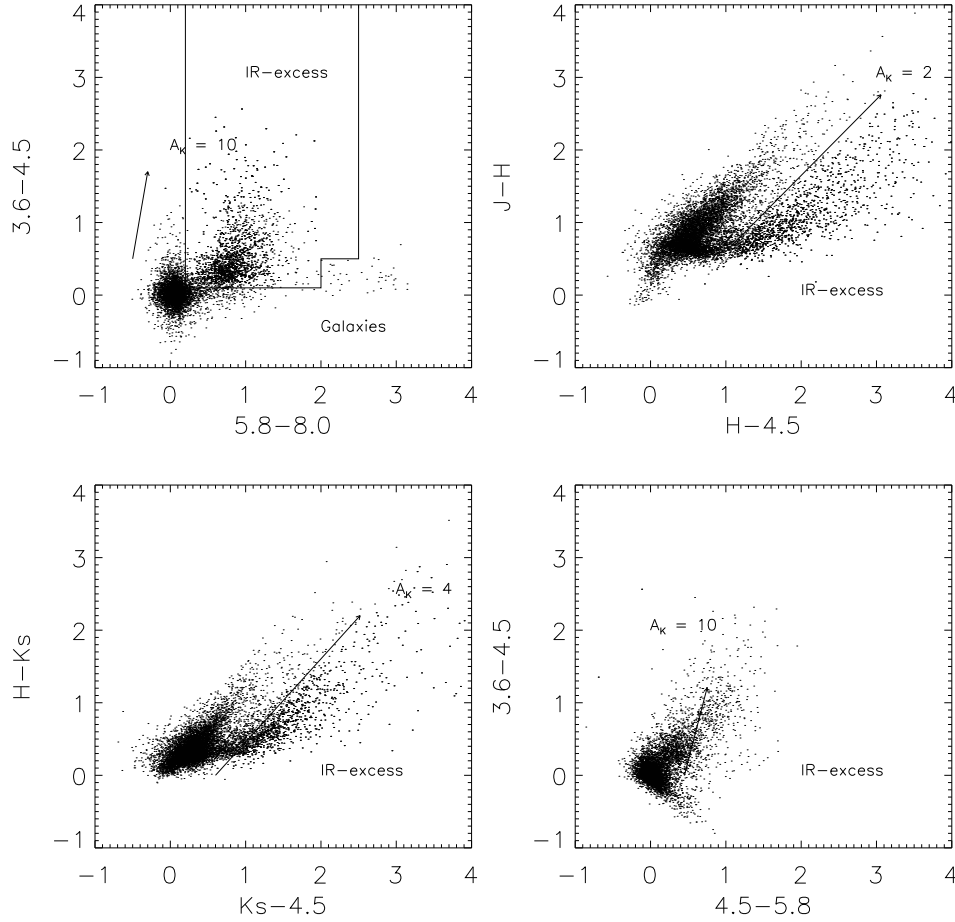 4
3
2
1
0
−1
3.6−4.5
IR−excess
A_K = 10
Galaxies
−1 0 1 2 3 4
5.8−8.0
4
3
2
1
0
−1
J−H
A_K = 2
IR−excess
−1 0 1 2 3 4
H−4.5
4
3
2
1
0
−1
H−Ks
A_K = 4
IR−excess
−1 0 1 2 3 4
Ks−4.5
4
3
2
1
0
−1
3.6−4.5
A_K = 10
IR−excess
−1 0 1 2 3 4
4.5−5.8